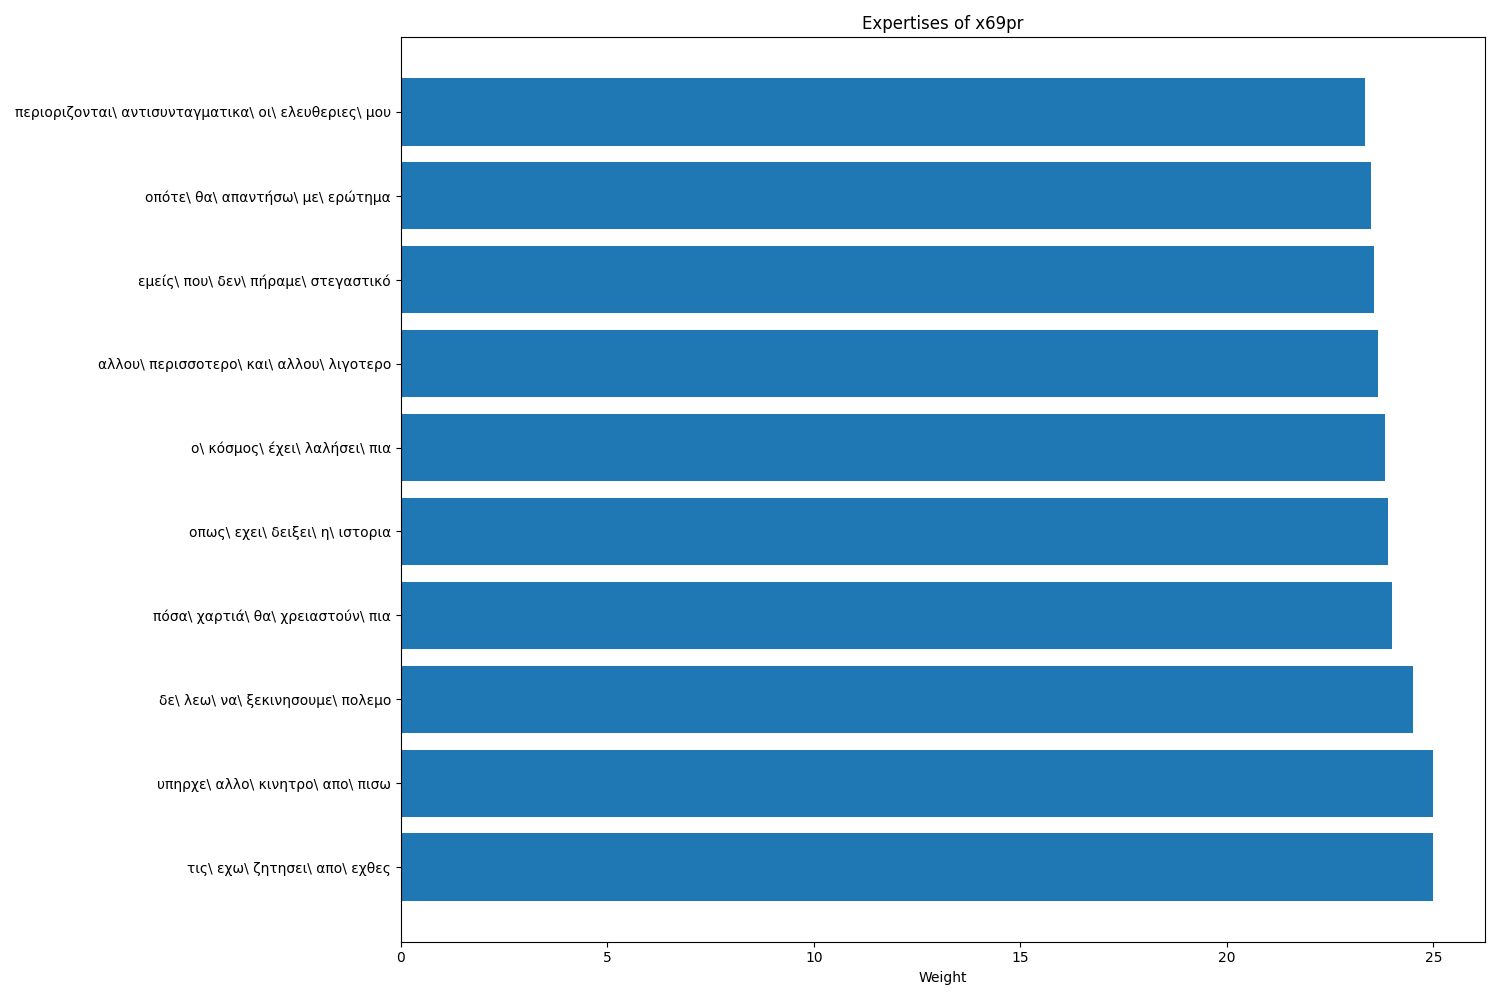 Expertises of x69pr
περιοριζονται\ αντισυνταγματικα\ οι\ ελευθεριες\ μου
οπότε\ θα\ απαντήσω\ με\ ερώτημα
εμείς\ που\ δεν\ πήραμε\ στεγαστικό
αλλου\ περισσοτερο\ και\ αλλου\ λιγοτερο
ο\ κόσμος\ έχει\ λαλήσει\ πια
οπως\ εχει\ δειξει\ η\ ιστορια
πόσα\ χαρτιά\ θα\ χρειαστούν\ πια
δε\ λεω\ να\ ξεκινησουμε\ πολεμο
υπηρχε\ αλλο\ κινητρο\ απο\ πισω
τις\ εχω\ ζητησει\ απο\ εχθες
0 5 10 15 20 25
Weight